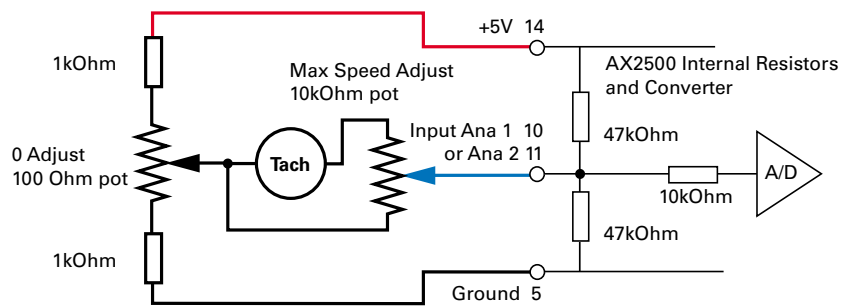 +5V 14
1kOhm
AX2500 Internal Resistors
and Converter
Max Speed Adjust
10kOhm pot
Input Ana 1 10
or Ana 2 11
47kOhm
0 Adjust
100 Ohm pot
Tach
A/D
10kOhm
47kOhm
1kOhm
Ground 5